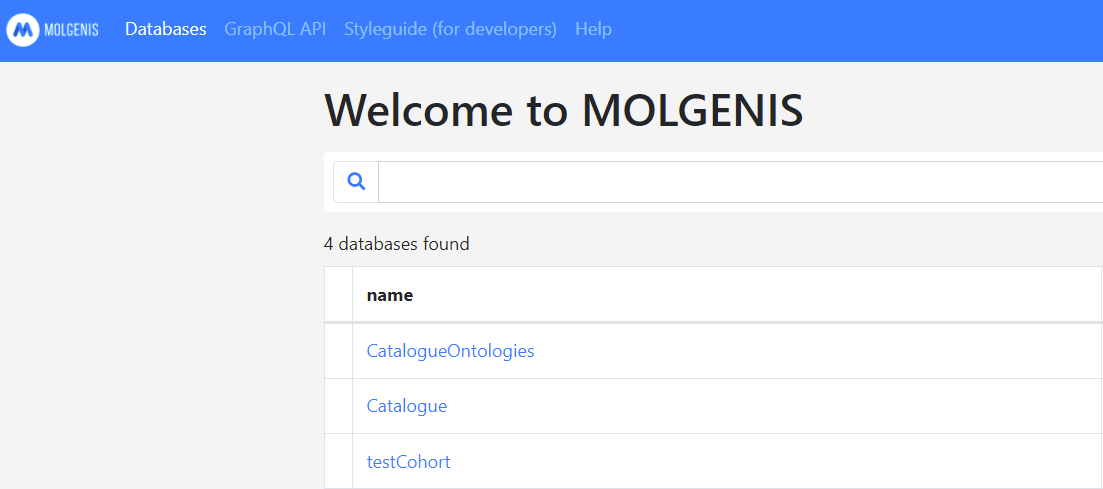 MOLGENIS Databases GraphQL API Styleguide (for developers) Help
Welcome to MOLGENIS
4 databases found
name
CatalogueOntologies
Catalogue
testCohort